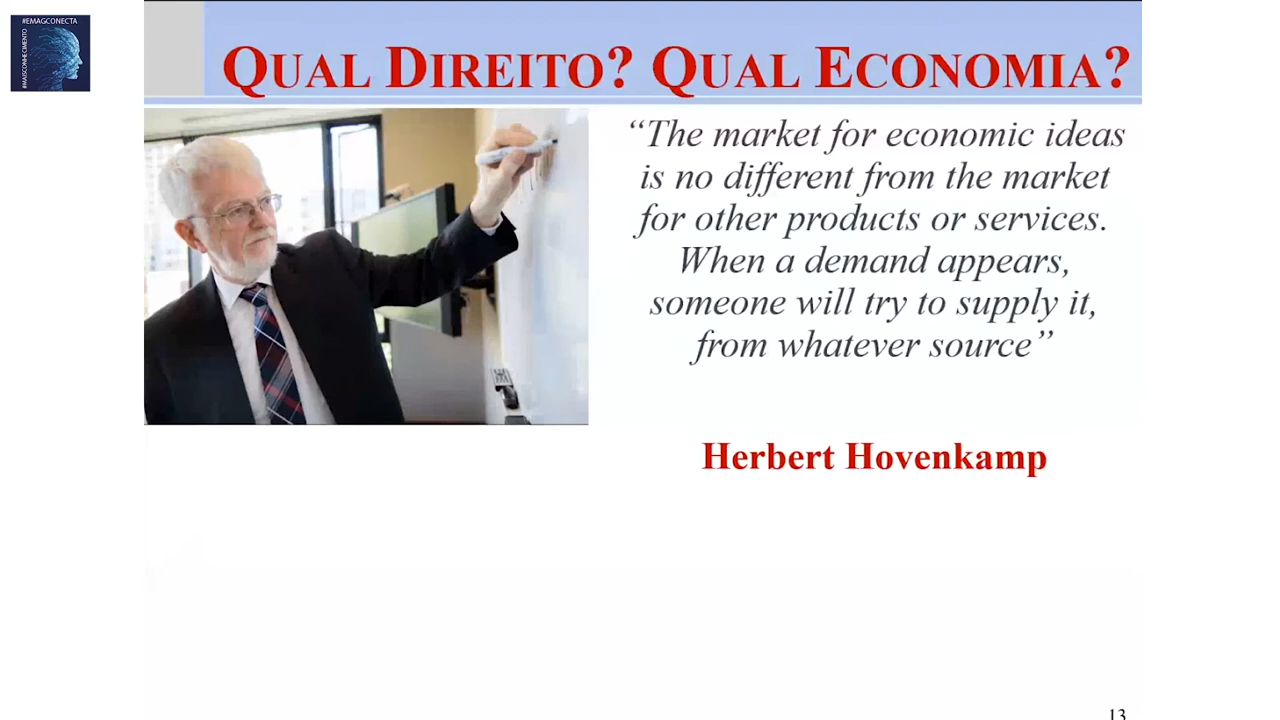 #EMAGCONECTA
#MAISCONHECIMENTO
QUAL DIREITO? QUAL ECONOMIA?
“The market for economic ideas
is no different from the market
for other products or services.
When a demand appears,
someone will try to supply it,
from whatever source”
Herbert Hovenkamp
13